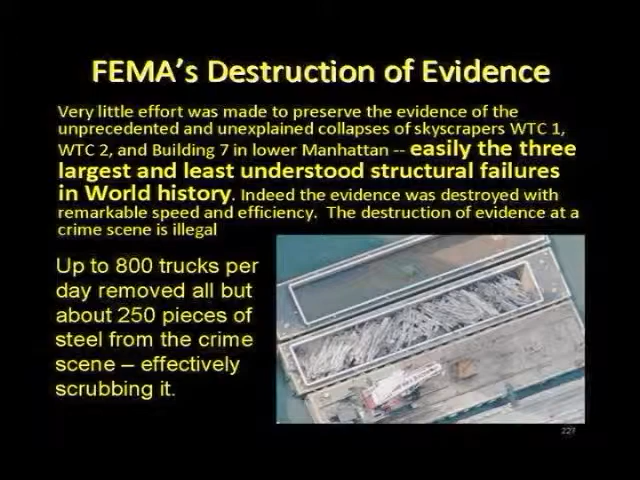 FEMA's Destruction of Evidence
Very little effort was made to preserve the evidence of the
unprecedented and unexplained collapses of skyscrapers WTC 1,
WTC 2, and Building 7 in lower Manhattan -- easily the three
largest and least understood structural failures
in World history. Indeed the evidence was destroyed with
remarkable speed and efficiency. The destruction of evidence at a
crime scene is illegal
Up to 800 trucks per
day removed all but
about 250 pieces of
steel from the crime
scene – effectively
scrubbing it.
227